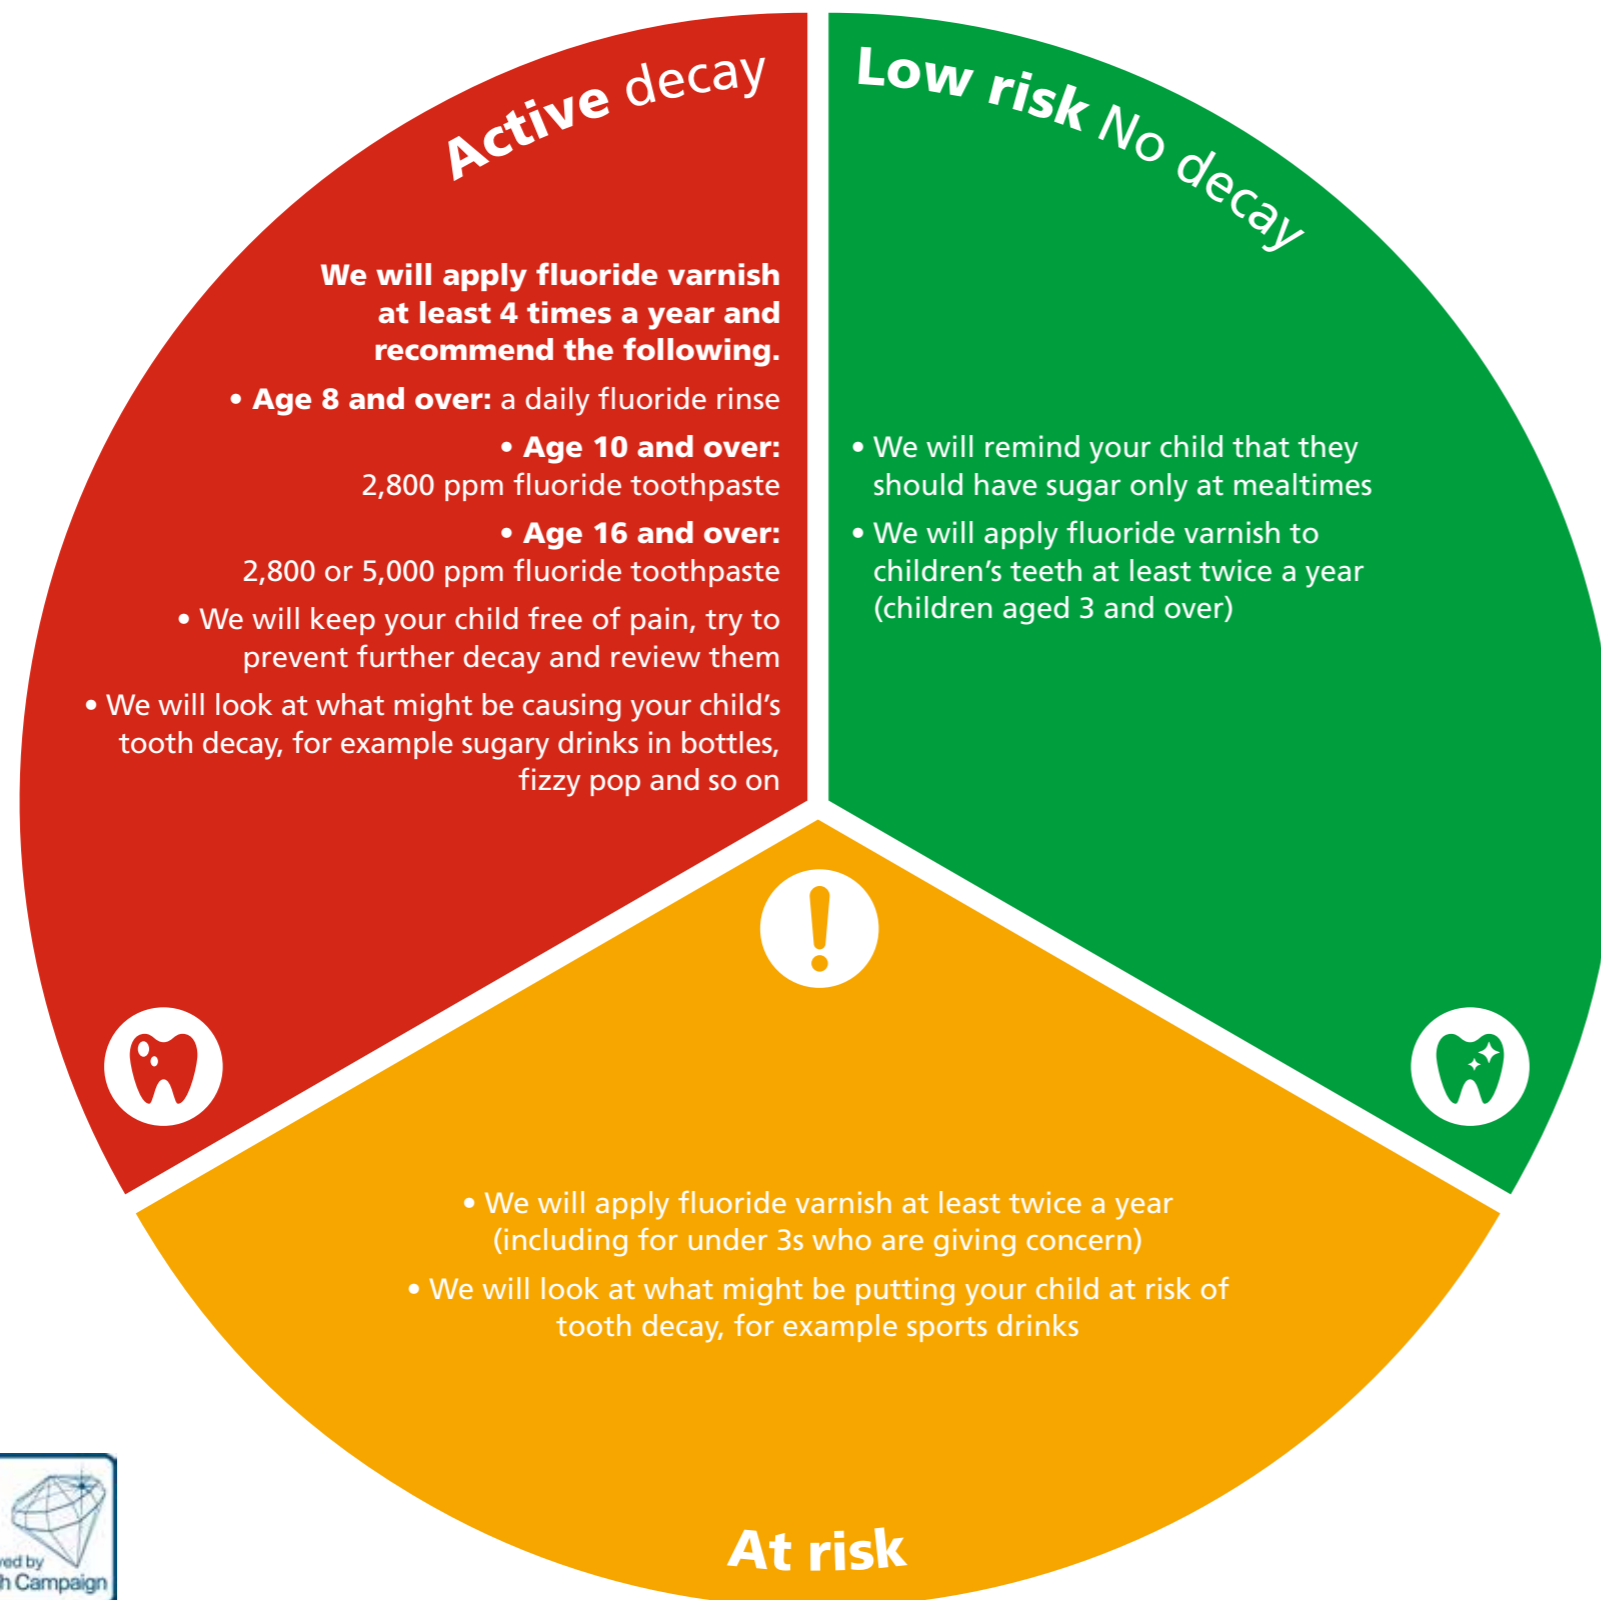 Active decay
We will apply fluoride varnish
at least 4 times a year and
recommend the following.
• Age 8 and over: a daily fluoride rinse
• Age 10 and over:
2,800 ppm fluoride toothpaste
• Age 16 and over:
2,800 or 5,000 ppm fluoride toothpaste
• We will keep your child free of pain, try to
prevent further decay and review them
• We will look at what might be causing your child’s
tooth decay, for example sugary drinks in bottles,
fizzy pop and so on
Low risk No decay
• We will remind your child that they
should have sugar only at mealtimes
• We will apply fluoride varnish to
children’s teeth at least twice a year
(children aged 3 and over)
!
• We will apply fluoride varnish at least twice a year
(including for under 3s who are giving concern)
• We will look at what might be putting your child at risk of
tooth decay, for example sports drinks
At risk
by
Campaign